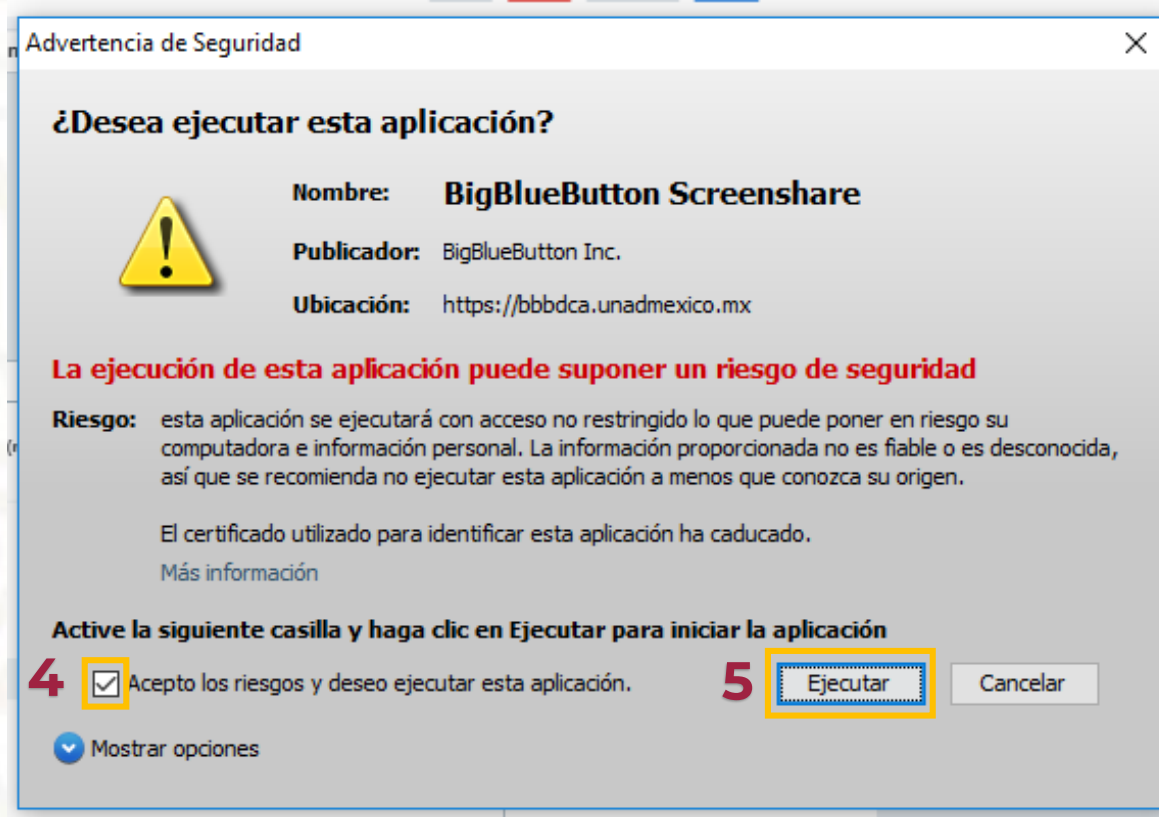 Advertencia de Seguridad
¿Desea ejecutar esta aplicación?
Nombre: BigBlueButton Screenshare
Publicador: BigBlueButton Inc.
Ubicación: https://bbbdca.unadmexico.mx
La ejecución de esta aplicación puede suponer un riesgo de seguridad
Riesgo: esta aplicación se ejecutará con acceso no restringido lo que puede poner en riesgo su
computadora e información personal. La información proporcionada no es fiable o es desconocida,
así que se recomienda no ejecutar esta aplicación a menos que conozca su origen.
El certificado utilizado para identificar esta aplicación ha caducado.
Más información
Active la siguiente casilla y haga clic en Ejecutar para iniciar la aplicación
4 Acepto los riesgos y deseo ejecutar esta aplicación. 5 Ejecutar Cancelar
Mostrar opciones